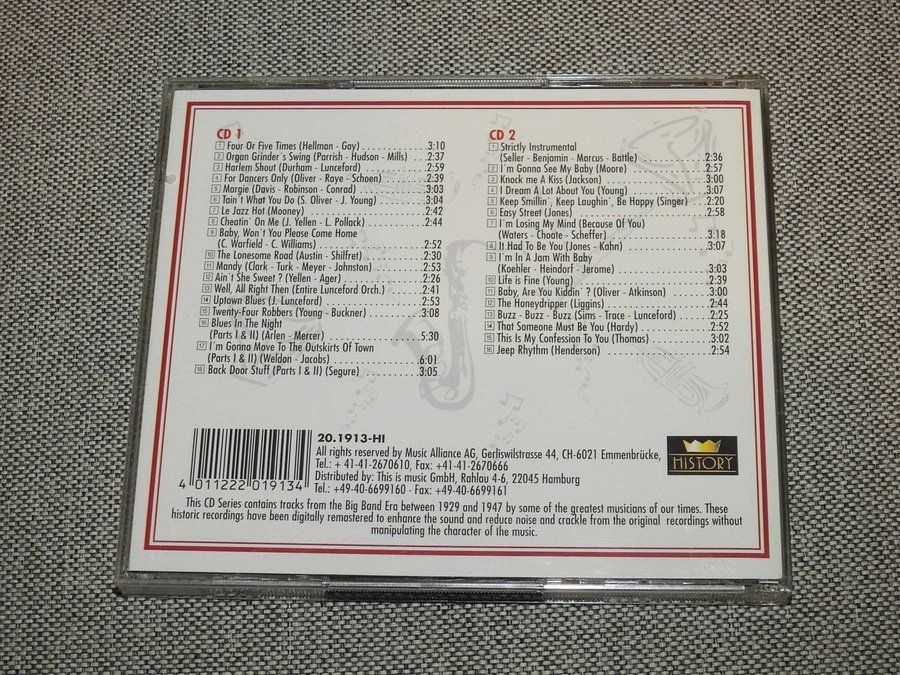 CD 1
1 Four Or Five Times (Hellman - Gay) 3:10
2 Organ Grinder´s Swing (Parrish - Hudson - Mills) 2:37
3 Harlem Shout (Durham - Lunceford) 2:59
4 For Dancers Only (Oliver - Raye - Schoen) 2:39
5 Margie (Davis - Robinson - Conrad) 3:03
6 Tain´t What You Do (S. Oliver - J. Young) 3:04
7 Le Jazz Hot (Mooney) 2:42
8 Cheatin´ On Me (J. Yellen - L. Pollack) 2:44
9 Baby, Won´t You Please Come Home
(C. Warfield - C. Williams) 2:52
10 The Lonesome Road (Austin - Shilfret) 2:30
11 Mandy (Clark - Turk - Meyer - Johnston) 2:53
12 Ain´t She Sweet ? (Yellen - Ager) 2:26
13 Well, All Right Then (Entire Lunceford Orch.) 2:41
14 Uptown Blues (J. Lunceford) 2:53
15 Twenty-Four Robbers (Young - Buckner) 3:08
16 Blues In The Night
(Parts I & II) (Arlen - Mercer) 5:30
17 I´m Gonna Move To The Outskirts Of Town
(Parts I & II) (Weldon - Jacobs) 6:01
18 Back Door Stuff (Parts I & II) (Segure) 3:05
CD 2
1 Strictly Instrumental
(Seller - Benjamin - Marcus - Battle) 2:36
2 I´m Gonna See My Baby (Moore) 2:57
3 Knock me A Kiss (Jackson) 3:00
4 I Dream A Lot About You (Young) 3:07
5 Keep Smillin´, Keep Laughin´, Be Happy (Singer) 2:20
6 Easy Street (Jones) 2:58
7 I´m Losing My Mind (Because Of You)
(Waters - Choate - Scheffer) 3:18
8 It Had To Be You (Jones - Kahn) 3:07
9 I´m In A Jam With Baby
(Koehler - Heindorf - Jerome) 3:03
10 Life is Fine (Young) 2:39
11 Baby, Are You Kiddin´ ? (Oliver - Atkinson) 3:00
12 The Honeydripper (Liggins) 2:44
13 Buzz - Buzz - Buzz (Sims - Trace - Lunceford) 2:25
14 That Someone Must Be You (Hardy) 2:52
15 This Is My Confession To You (Thomas) 3:02
16 Jeep Rhythm (Henderson) 2:54
4 011222 019134
20.1913-HI
All rights reserved by Music Alliance AG, Gerliswilstrasse 44, CH-6021 Emmenbrücke,
Tel.: + 41-41-2670610, Fax: +41-41-2670666
Distributed by: This is music GmbH, Rahlau 4-6, 22045 Hamburg
Tel.: +49-40-6699160 - Fax: +49-40-6699161
HISTORY
This CD Series contains tracks from the Big Band Era between 1929 and 1947 by some of the greatest musicians of our times. These
historic recordings have been digitally remastered to enhance the sound and reduce noise and crackle from the original recordings without
manipulating the character of the music.